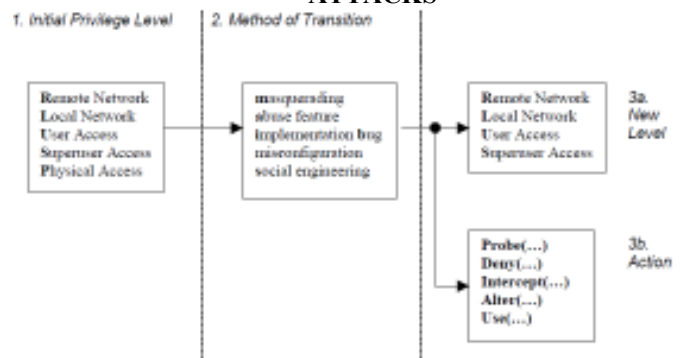 ATTACKS
1. Initial Privilege Level
2. Method of Transition
Remote Network
Local Network
User Access
Superuser Access
Physical Access
masquerading
abuse feature
implementation bug
misconfiguration
social engineering
Remote Network
Local Network
User Access
Superuser Access
3a.
New
Level
Probe(...)
Deny(...)
Intercept(...)
Alter(...)
Use(...)
3b.
Action